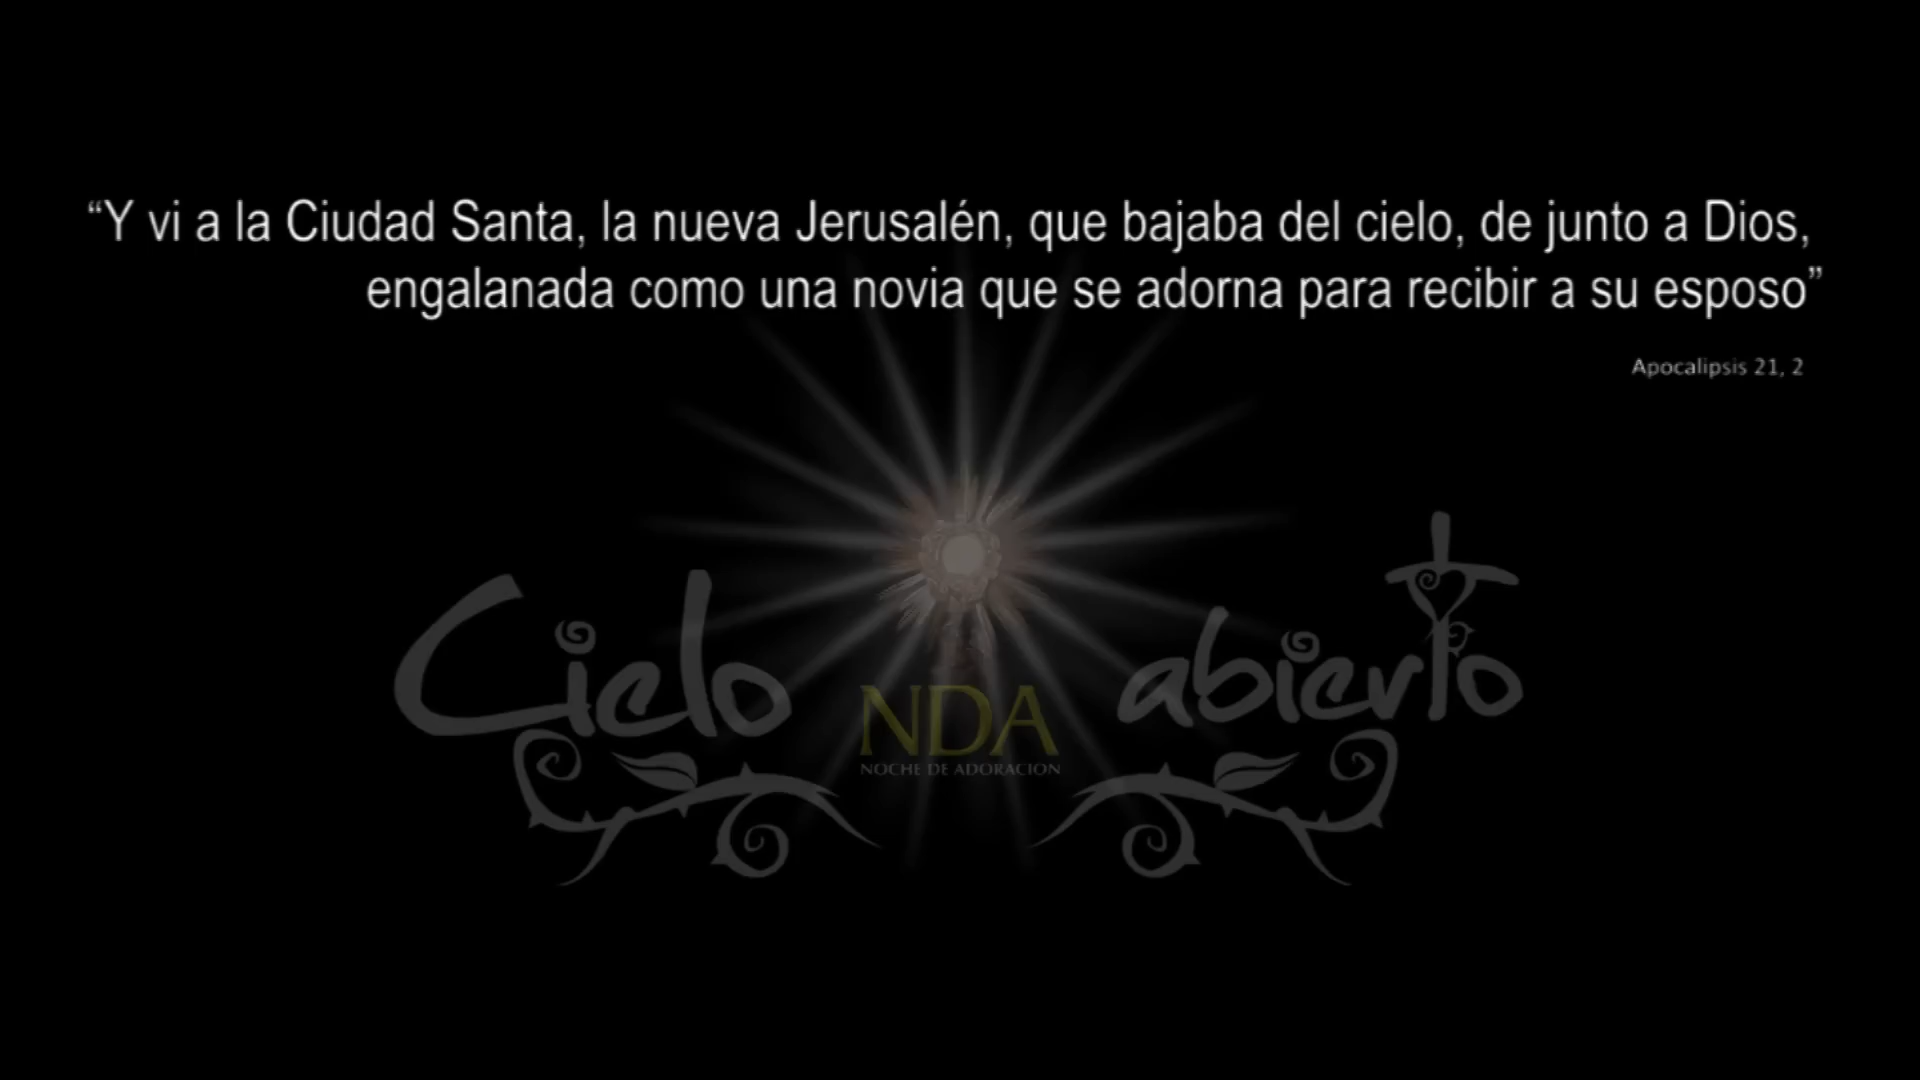 “Y vi a la Ciudad Santa, la nueva Jerusalén, que bajaba del cielo, de junto a Dios,
engalanada como una novia que se adorna para recibir a su esposo”
Apocalipsis 21, 2
Cielo abierto
NDA
NOCHE DE ADORACION